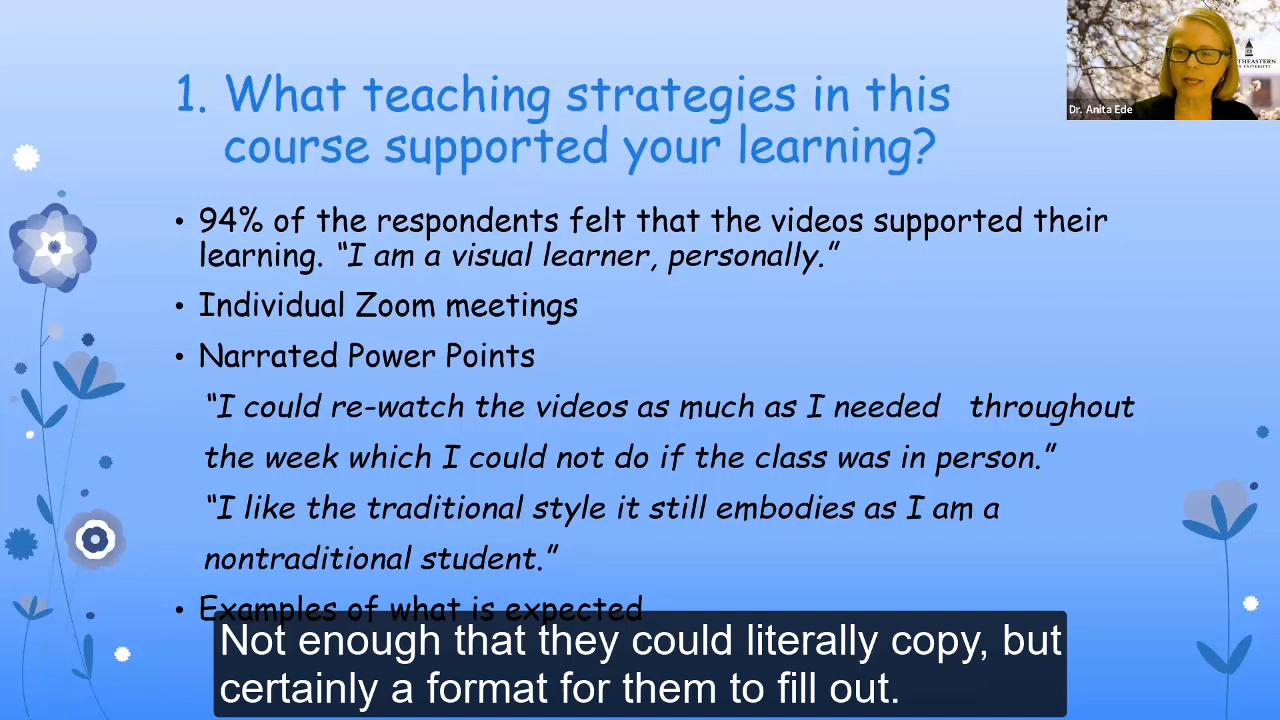 1. What teaching strategies in this
course supported your learning?
• 94% of the respondents felt that the videos supported their
learning. “I am a visual learner, personally.”
• Individual Zoom meetings
• Narrated Power Points
“I could re-watch the videos as much as I needed throughout
the week which I could not do if the class was in person.”
“I like the traditional style it still embodies as I am a
nontraditional student.”
• Examples of what is expected
Not enough that they could literally copy, but
certainly a format for them to fill out.
Dr. Anita Ede